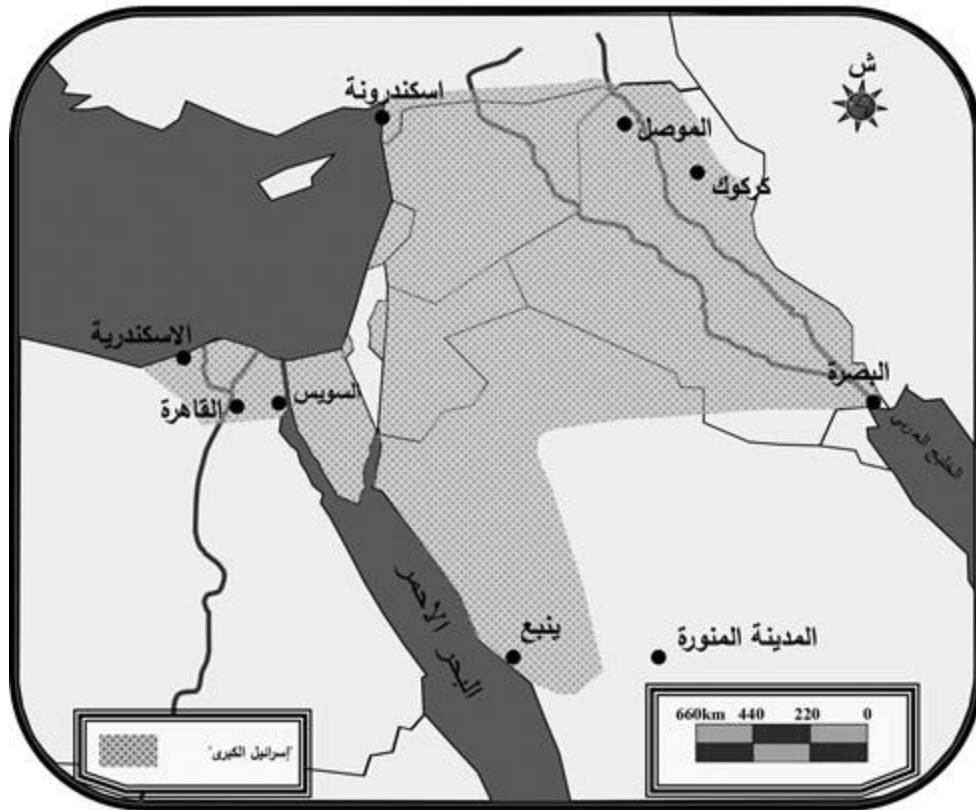 ش
اسكندرونة
الموصل
كركوك
الاسكندرية
السويس
القاهرة
البصرة
الخليج العربي
البحر الأحمر
ينبع
المدينة المنورة
660km 440 220 0
"إسرائيل الكبرى"